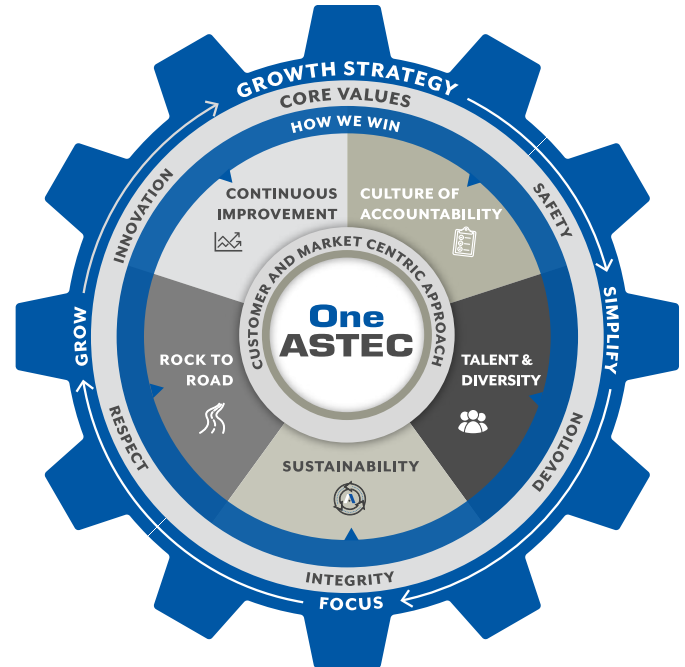 GROWTH STRATEGY
CORE VALUES
HOW WE WIN
CONTINUOUS
IMPROVEMENT
CULTURE OF
ACCOUNTABILITY
INNOVATION
SAFETY
CUSTOMER AND MARKET CENTRIC APPROACH
One
ASTEC
GROW
SIMPLIFY
ROCK TO
ROAD
TALENT &
DIVERSITY
RESPECT
DEVOTION
SUSTAINABILITY
A
INTEGRITY
FOCUS